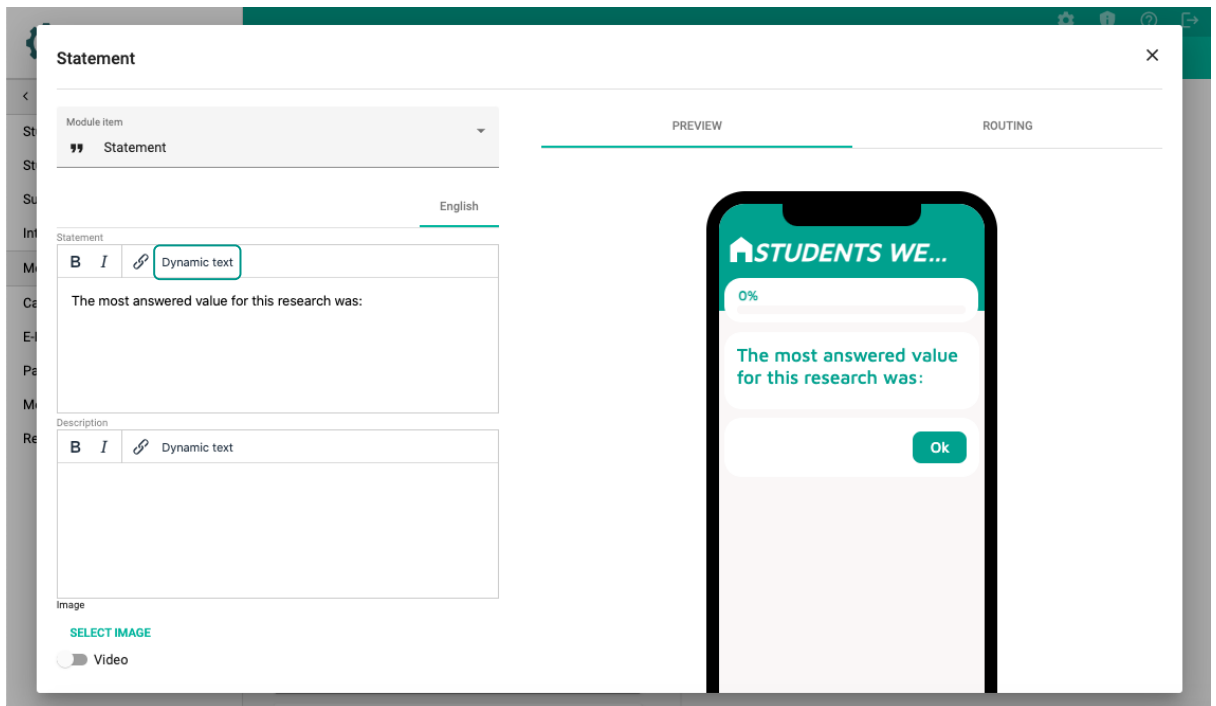 Statement
Module item
Statement
English
Statement
B I Dynamic text
The most answered value for this research was:
Description
B I Dynamic text
Image
SELECT IMAGE
Video
PREVIEW
ROUTING
STUDENTS WE...
0%
The most answered value
for this research was:
Ok